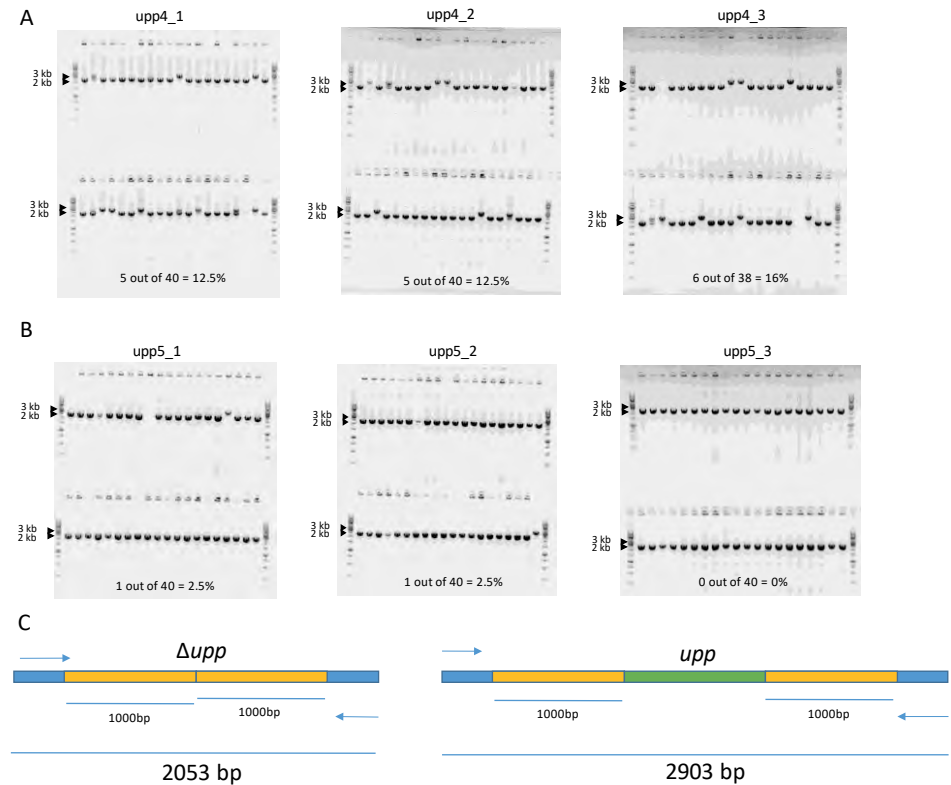 A
upp4_1
upp4_2
upp4_3
3 kb
2 kb
3 kb
2 kb
3 kb
2 kb
3 kb
2 kb
3 kb
2 kb
3 kb
2 kb
5 out of 40 = 12.5%
5 out of 40 = 12.5%
6 out of 38 = 16%
B
upp5_1
upp5_2
upp5_3
3 kb
2 kb
3 kb
2 kb
3 kb
2 kb
3 kb
2 kb
3 kb
2 kb
3 kb
2 kb
1 out of 40 = 2.5%
1 out of 40 = 2.5%
0 out of 40 = 0%
C
Δupp
upp
1000bp
1000bp
1000bp
1000bp
2053 bp
2903 bp